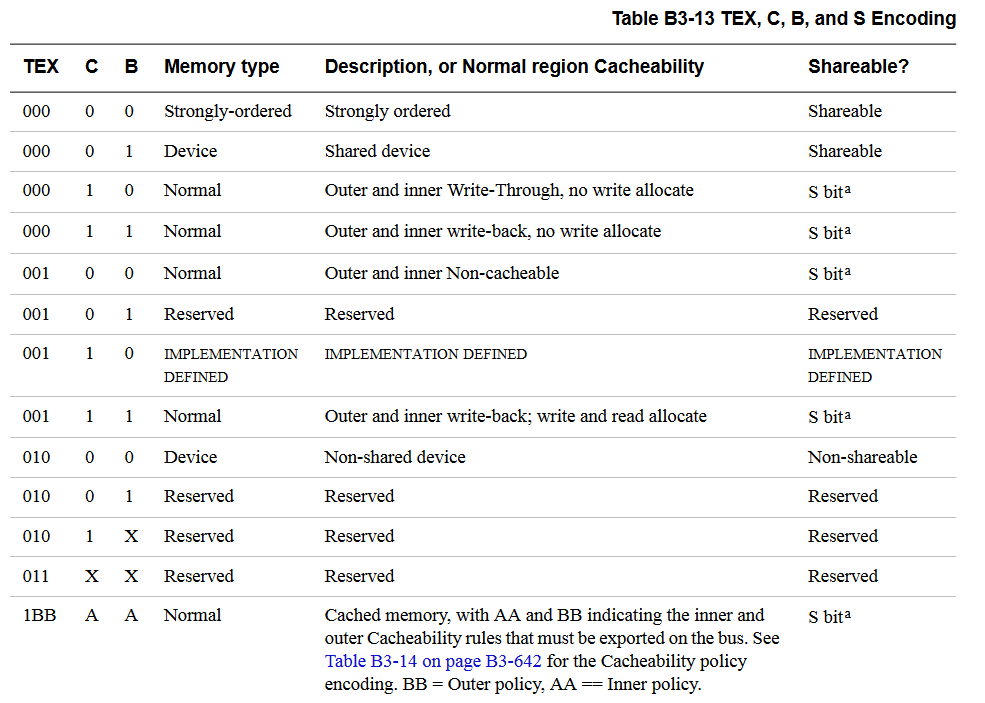 Table B3-13 TEX, C, B, and S Encoding
TEX C B Memory type Description, or Normal region Cacheability Shareable?
000 0 0 Strongly-ordered Strongly ordered Shareable
000 0 1 Device Shared device Shareable
000 1 0 Normal Outer and inner Write-Through, no write allocate S bit a
000 1 1 Normal Outer and inner write-back, no write allocate S bit a
001 0 0 Normal Outer and inner Non-cacheable S bit a
001 0 1 Reserved Reserved Reserved
001 1 0 IMPLEMENTATION IMPLEMENTATION DEFINED IMPLEMENTATION
DEFINED DEFINED
001 1 1 Normal Outer and inner write-back; write and read allocate S bit a
010 0 0 Device Non-shared device Non-shareable
010 0 1 Reserved Reserved Reserved
010 1 X Reserved Reserved Reserved
011 X X Reserved Reserved Reserved
1BB A A Normal Cached memory, with AA and BB indicating the inner and S bit a
outer Cacheability rules that must be exported on the bus. See
Table B3-14 on page B3-642 for the Cacheability policy
encoding. BB = Outer policy, AA == Inner policy.